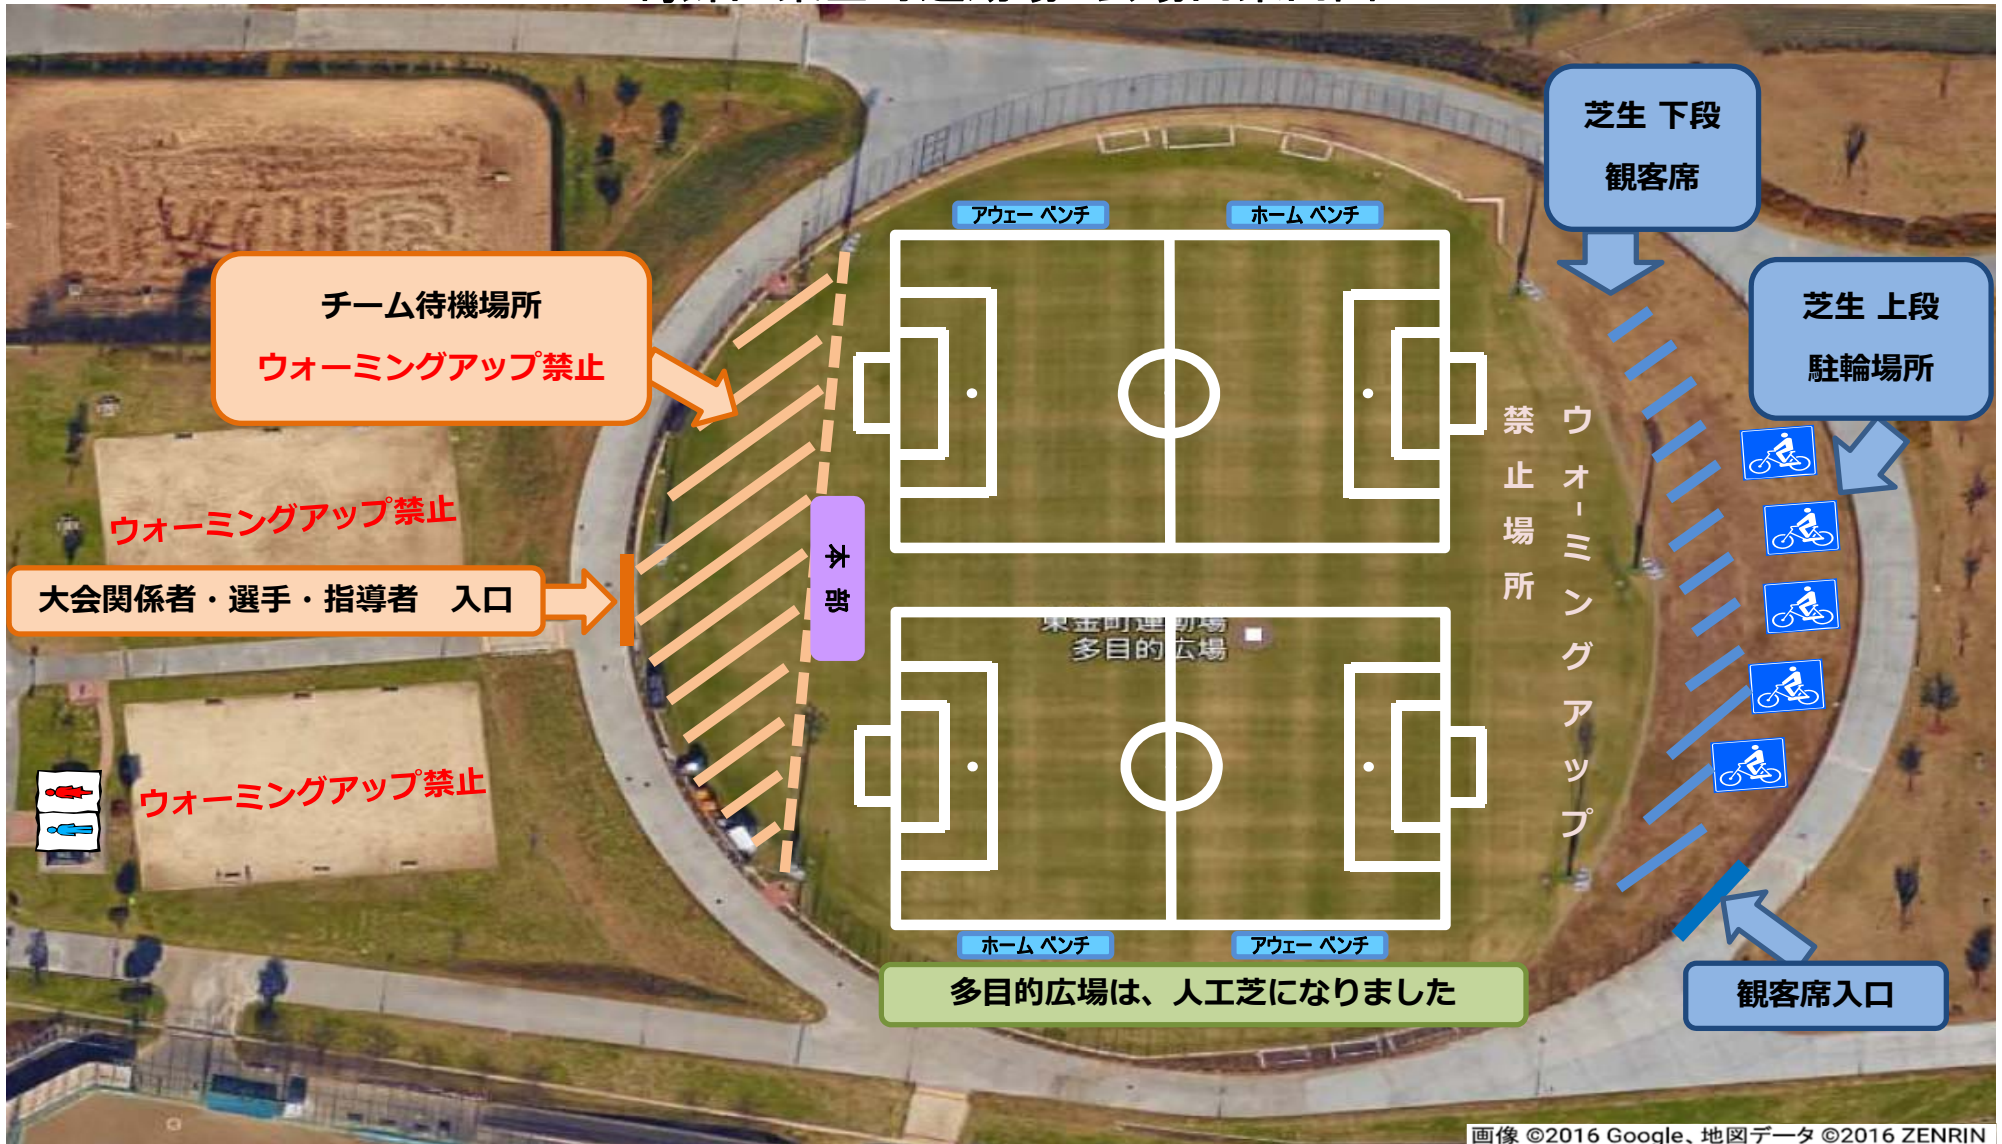 アウェー ベンチ
ホーム ベンチ
芝生 下段
観客席
チーム待機場所
ウォーミングアップ禁止
芝生 上段
駐輪場所
ウォーミングアップ
禁止場所
ウォーミングアップ禁止
本部
大会関係者・選手・指導者 入口
東金町運動場
多目的広場
ウォーミングアップ禁止
ホーム ベンチ
アウェー ベンチ
多目的広場は、人工芝になりました
観客席入口
画像 ©2016 Google、地図データ ©2016 ZENRIN